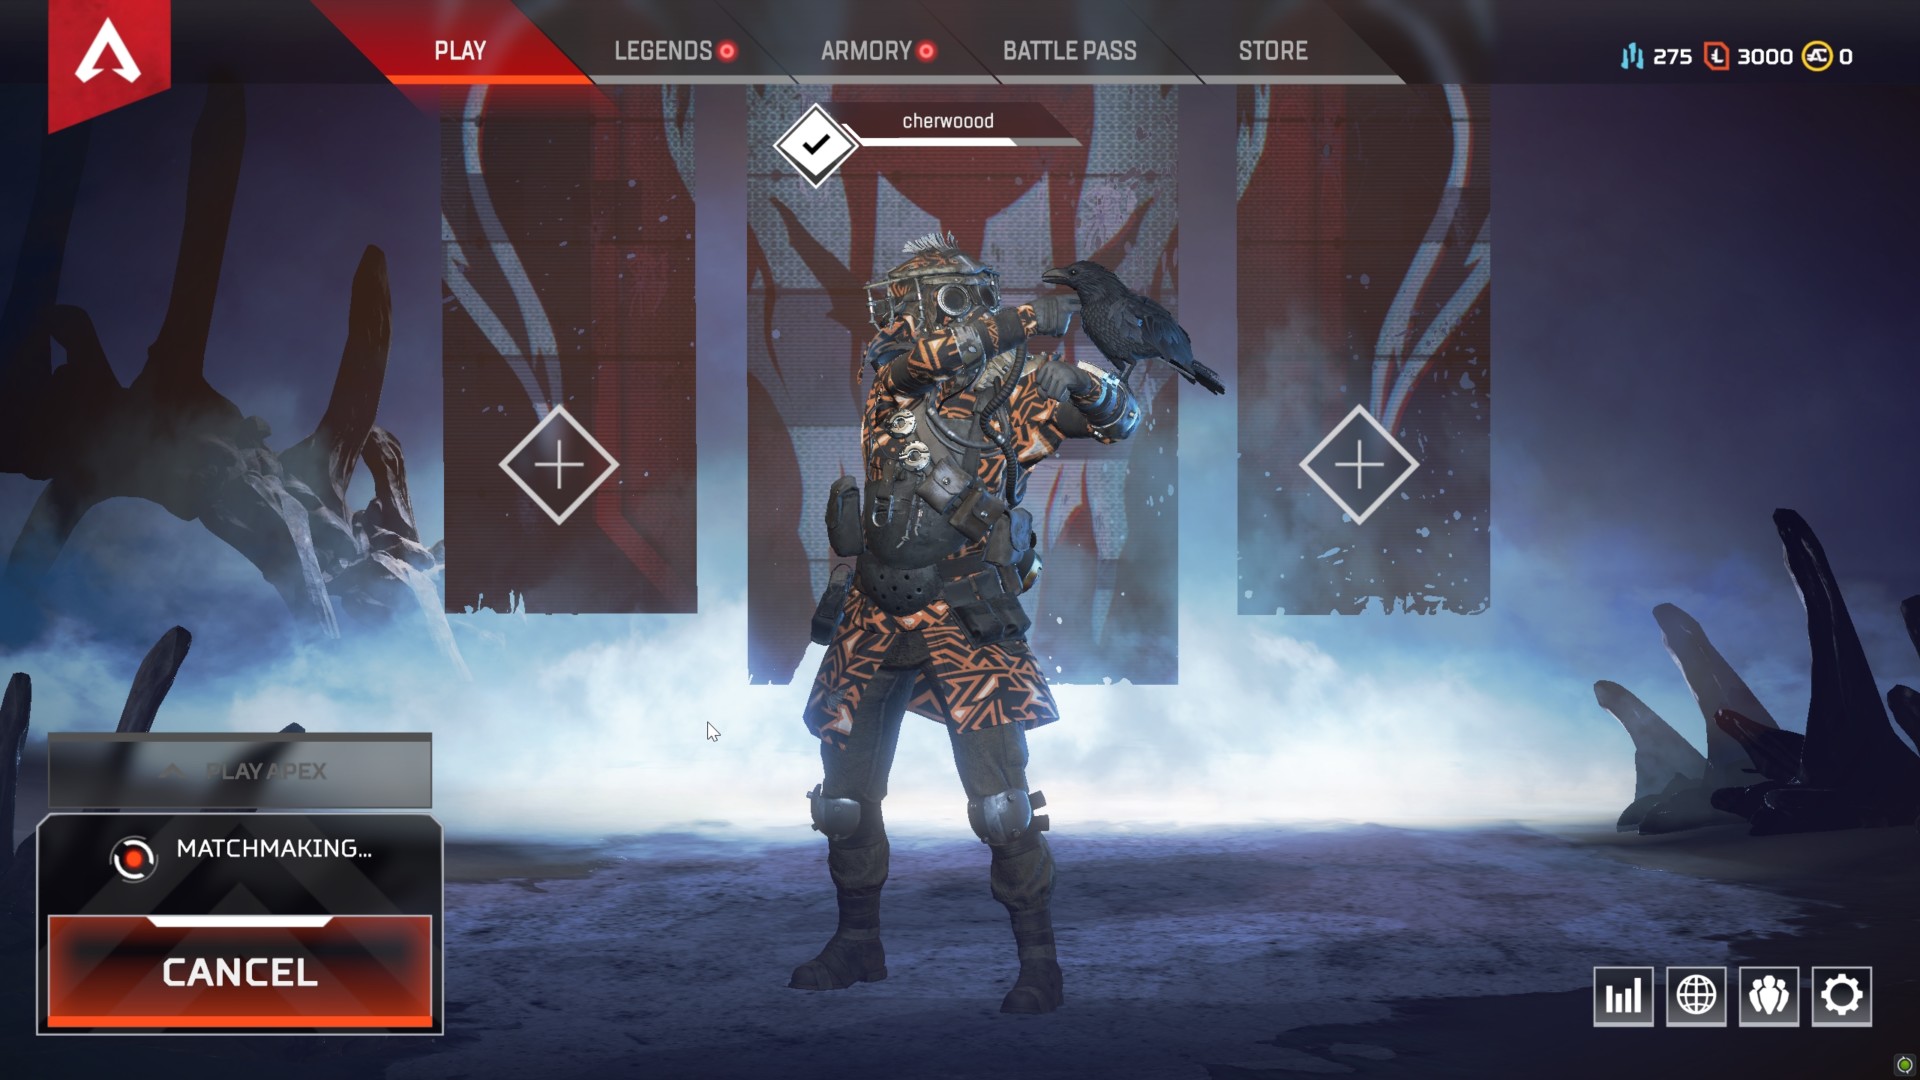 PLAY
LEGENDS
ARMORY
BATTLE PASS
STORE
275
3000
0
cherwoood
PLAY APEX
MATCHMAKING...
CANCEL